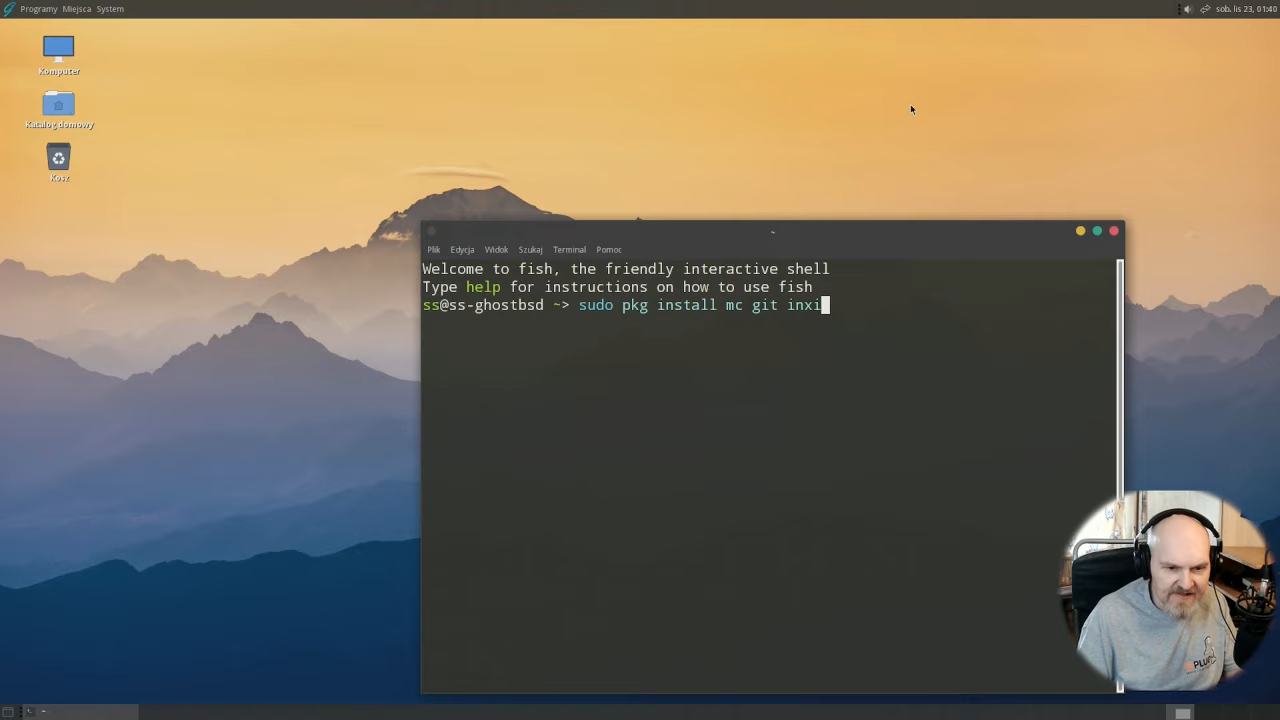 Programy Miejsca System
sob. lis 23, 01:40
Komputer
Katalog domowy
Kosz
~
Plik Edycja Widok Szukaj Terminal Pomoc
Welcome to fish, the friendly interactive shell
Type help for instructions on how to use fish
ss@ss-ghostbsd ~> sudo pkg install mc git inxi
~